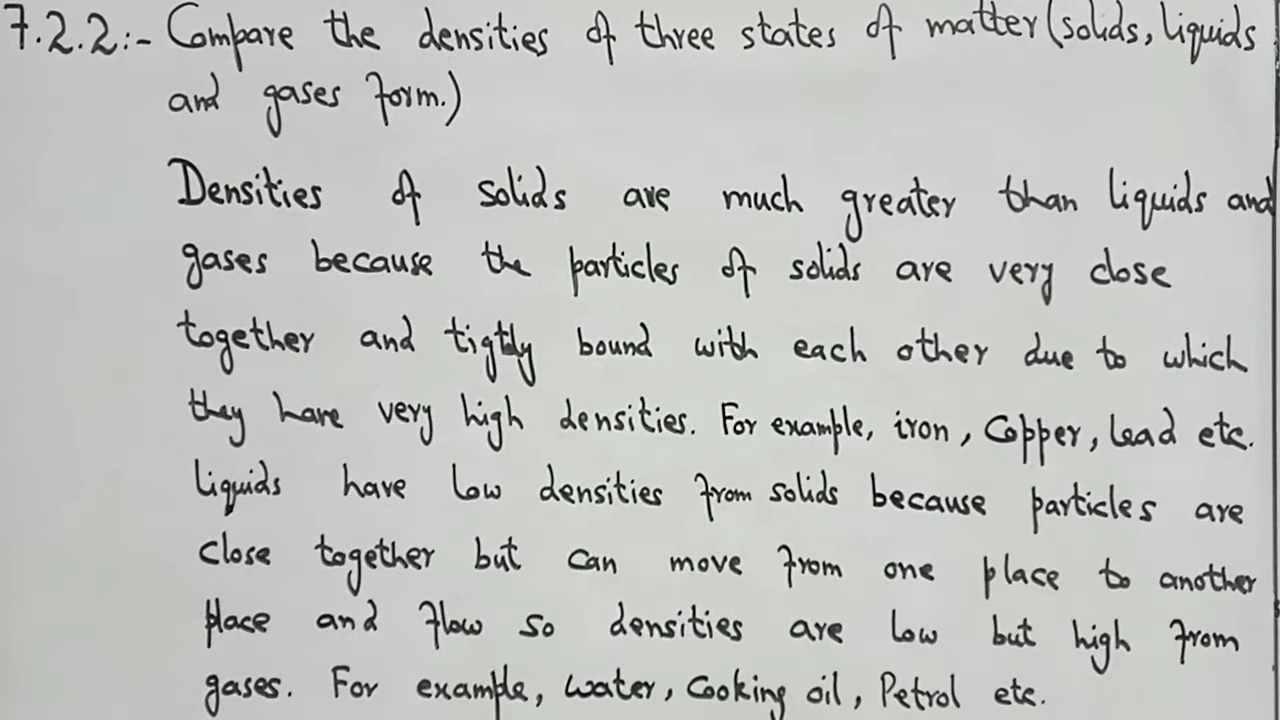 7.2.2:- Compare the densities of three states of matter (solids, liquids
and gases form.)
Densities of solids are much greater than liquids and
gases because the particles of solids are very close
together and tigtly bound with each other due to which
they have very high densities. For example, iron, Copper, lead etc.
liquids have low densities from solids because particles are
close together but can move from one place to another
place and flow so densities are low but high from
gases. For example, water, Cooking oil, Petrol etc.